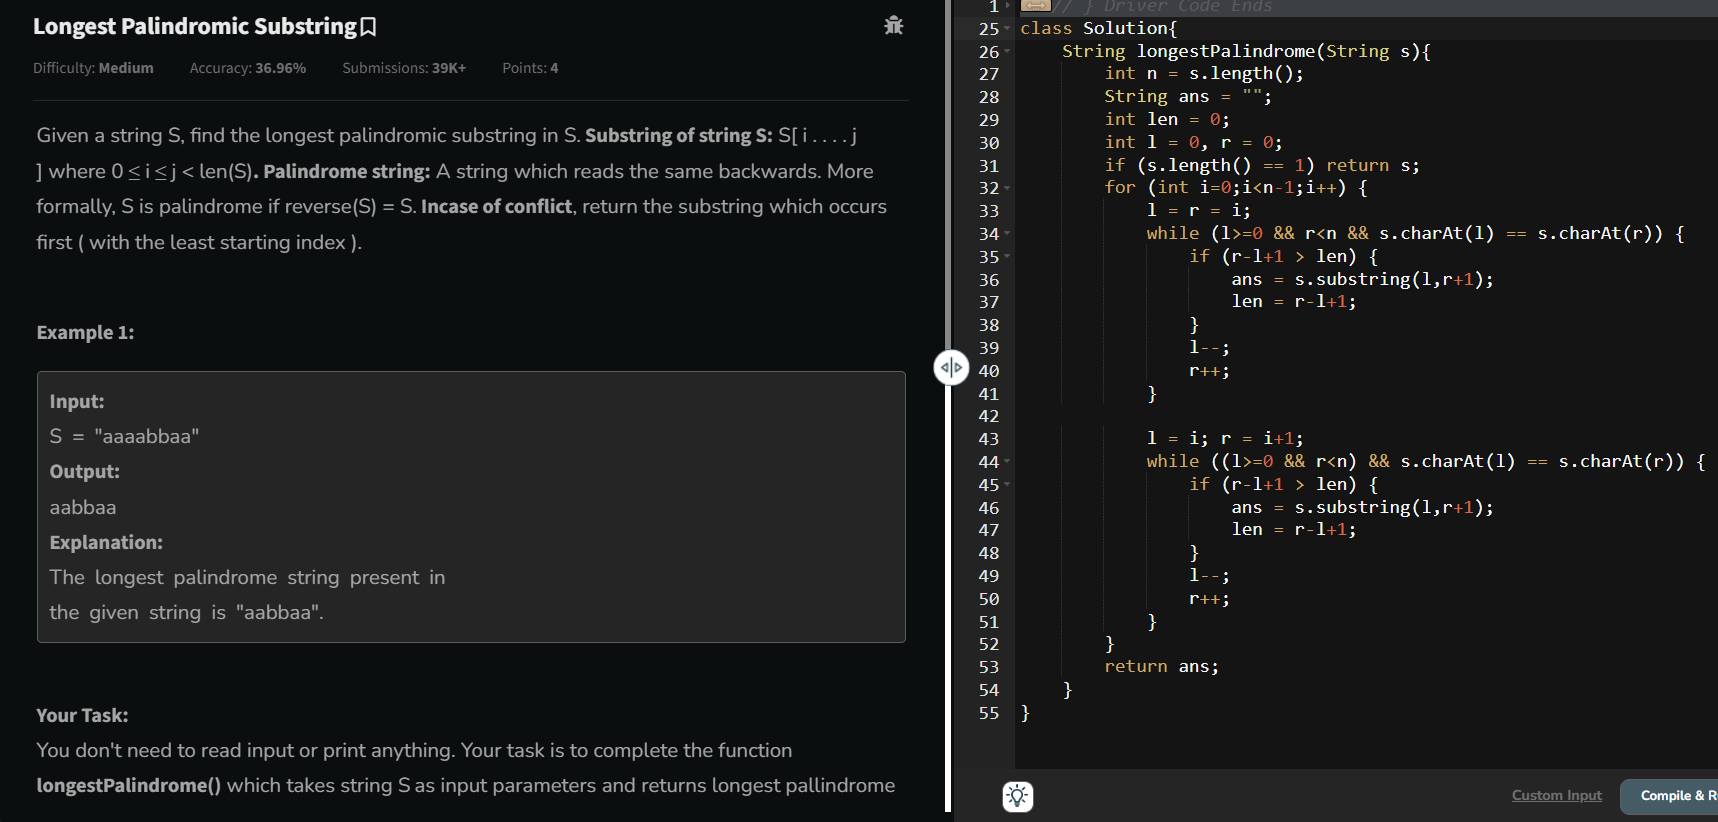 Longest Palindromic Substring
Difficulty: Medium Accuracy: 36.96% Submissions: 39K+ Points: 4
Given a string S, find the longest palindromic substring in S. Substring of string S: S[ i . . . . j
] where 0 ≤ i ≤ j < len(S). Palindrome string: A string which reads the same backwards. More
formally, S is palindrome if reverse(S) = S. Incase of conflict, return the substring which occurs
first ( with the least starting index ).
Example 1:
Input:
S = "aaaabbaa"
Output:
aabbaa
Explanation:
The longest palindrome string present in
the given string is "aabbaa".
Your Task:
You don't need to read input or print anything. Your task is to complete the function
longestPalindrome() which takes string S as input parameters and returns longest pallindrome
1 // } Driver Code Ends
25 class Solution{
26 String longestPalindrome(String s){
27 int n = s.length();
28 String ans = "";
29 int len = 0;
30 int l = 0, r = 0;
31 if (s.length() == 1) return s;
32 for (int i=0;i<n-1;i++) {
33 l = r = i;
34 while (l>=0 && r<n && s.charAt(l) == s.charAt(r)) {
35 if (r-l+1 > len) {
36 ans = s.substring(l,r+1);
37 len = r-l+1;
38 }
39 l--;
40 r++;
41 }
42
43 l = i; r = i+1;
44 while ((l>=0 && r<n) && s.charAt(l) == s.charAt(r)) {
45 if (r-l+1 > len) {
46 ans = s.substring(l,r+1);
47 len = r-l+1;
48 }
49 l--;
50 r++;
51 }
52 }
53 return ans;
54 }
55 }
Custom Input Compile & R